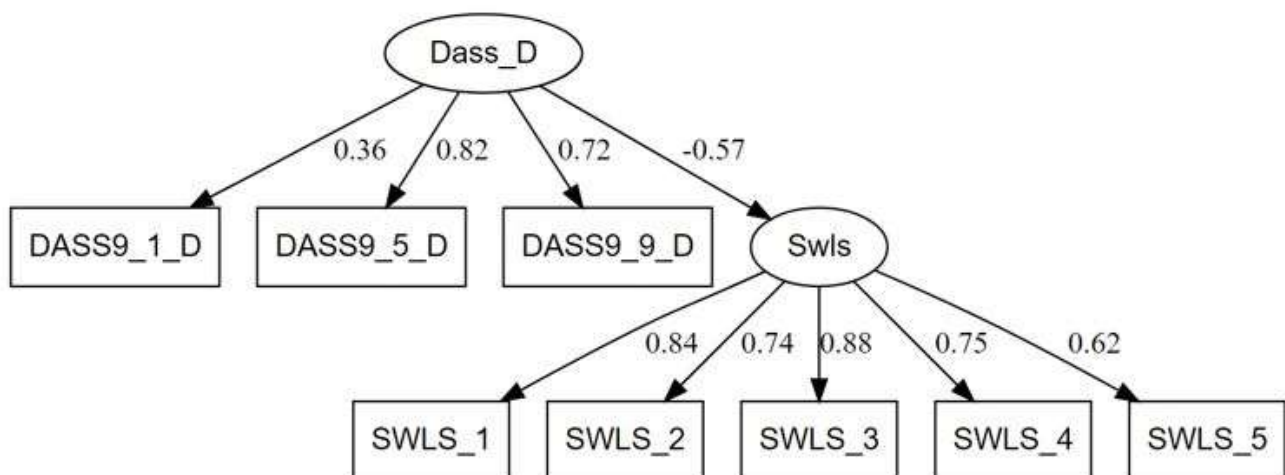 Dass_D
0.36 0.82 0.72 -0.57
DASS9_1_D DASS9_5_D DASS9_9_D Swls
0.84 0.74 0.88 0.75 0.62
SWLS_1 SWLS_2 SWLS_3 SWLS_4 SWLS_5